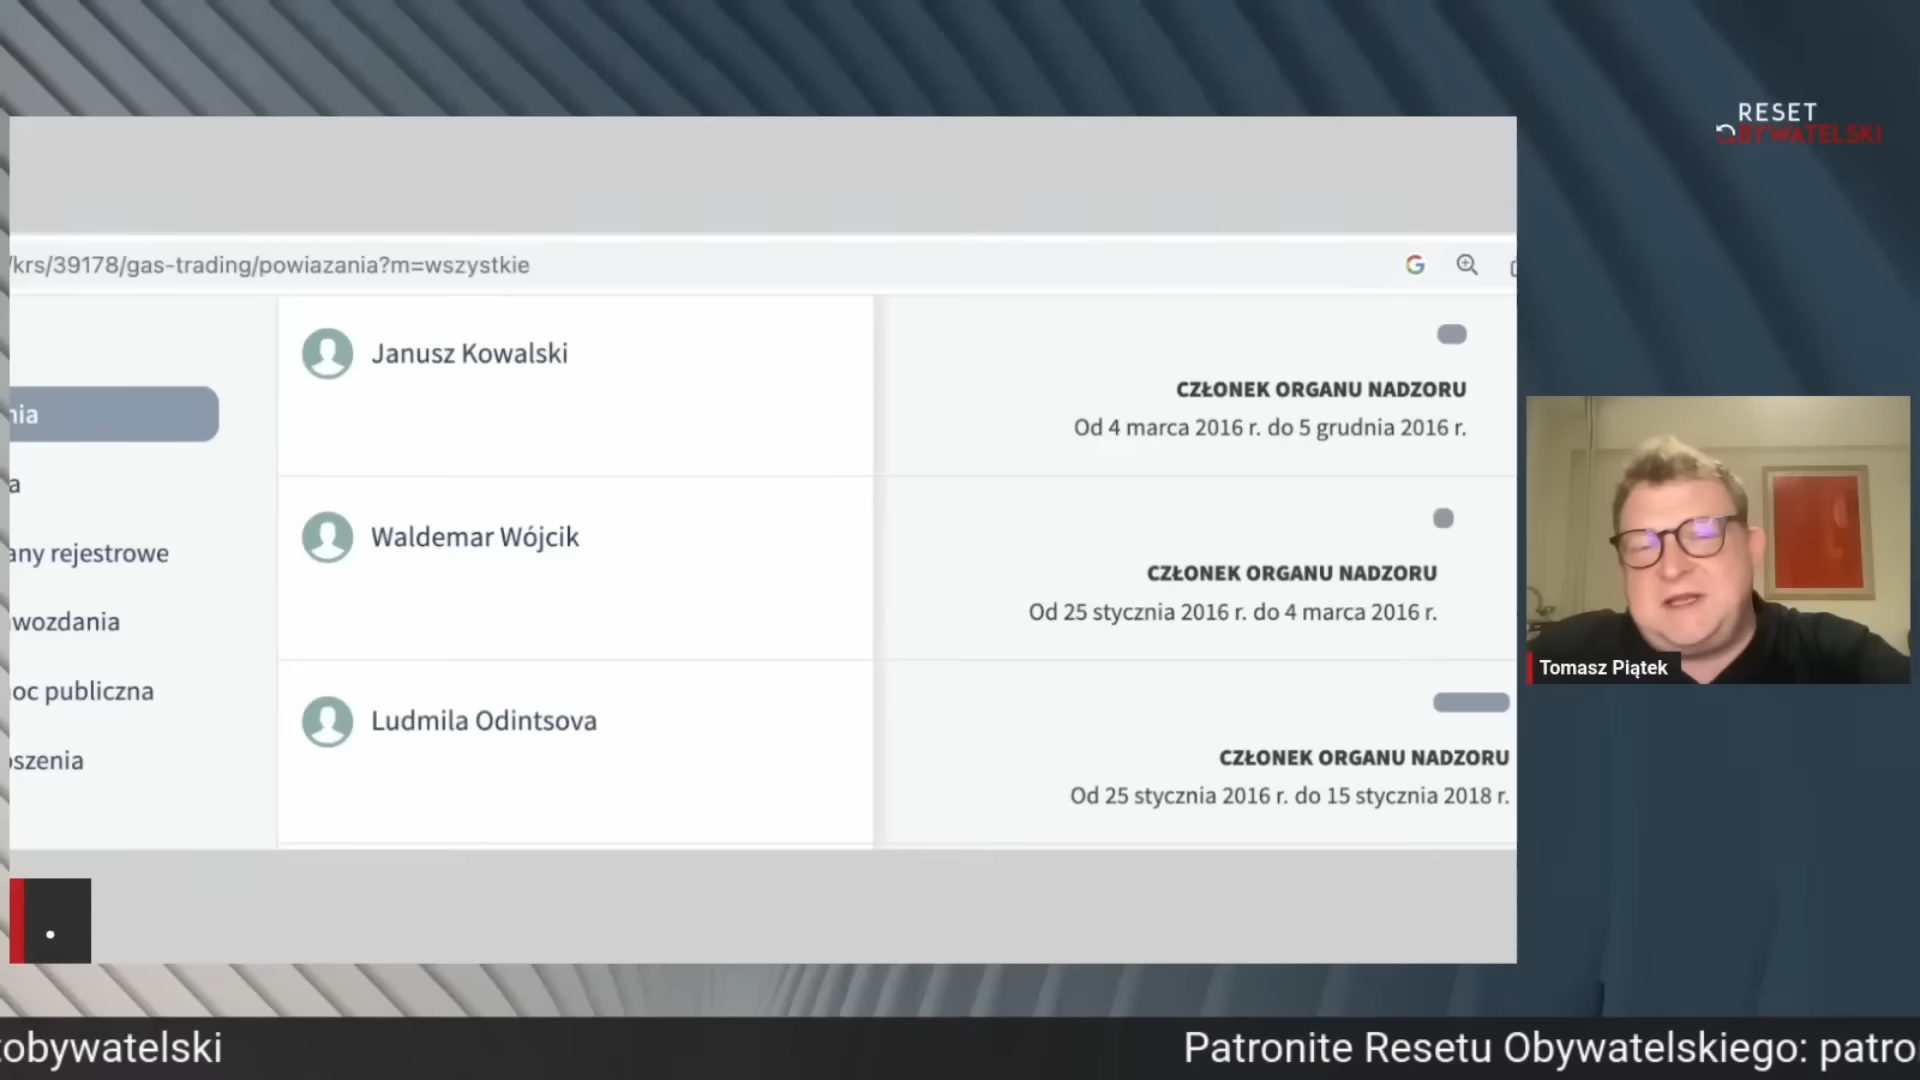 RESET
OBYWATELSKI
/krs/39178/gas-trading/powiazania?m=wszystkie
nia
a
any rejestrowe
wozdania
oc publiczna
oszenia
Janusz Kowalski
CZŁONEK ORGANU NADZORU
Od 4 marca 2016 r. do 5 grudnia 2016 r.
Waldemar Wójcik
CZŁONEK ORGANU NADZORU
Od 25 stycznia 2016 r. do 4 marca 2016 r.
Ludmila Odintsova
CZŁONEK ORGANU NADZORU
Od 25 stycznia 2016 r. do 15 stycznia 2018 r.
Tomasz Piątek
.
tobywatelski
Patronite Resetu Obywatelskiego: patro